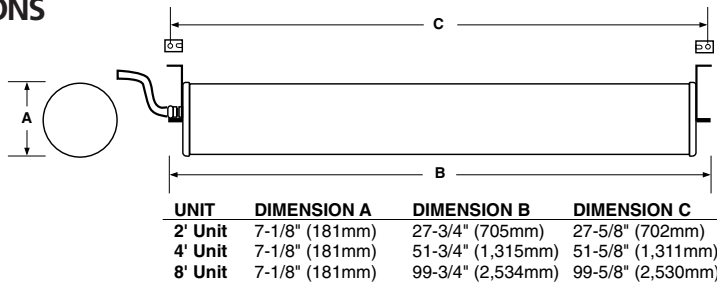 ONS
C
A
B
UNIT DIMENSION A DIMENSION B DIMENSION C
2' Unit 7-1/8" (181mm) 27-3/4" (705mm) 27-5/8" (702mm)
4' Unit 7-1/8" (181mm) 51-3/4" (1,315mm) 51-5/8" (1,311mm)
8' Unit 7-1/8" (181mm) 99-3/4" (2,534mm) 99-5/8" (2,530mm)